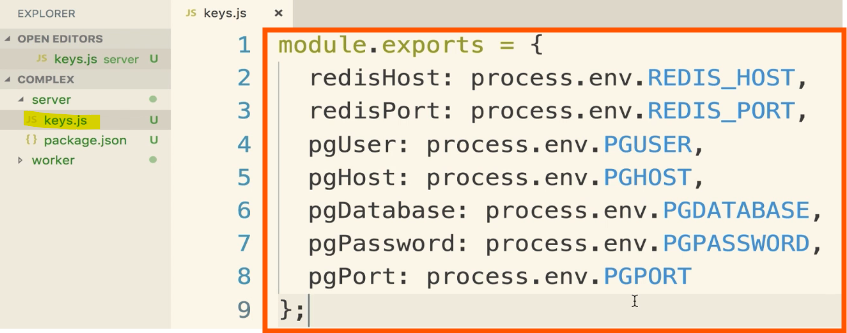 EXPLORER
OPEN EDITORS
JS keys.js server U
COMPLEX
server
JS keys.js U
{} package.json U
worker
JS keys.js ×
1 module.exports = {
2   redisHost: process.env.REDIS_HOST,
3   redisPort: process.env.REDIS_PORT,
4   pgUser: process.env.PGUSER,
5   pgHost: process.env.PGHOST,
6   pgDatabase: process.env.PGDATABASE,
7   pgPassword: process.env.PGPASSWORD,
8   pgPort: process.env.PGPORT
9 };